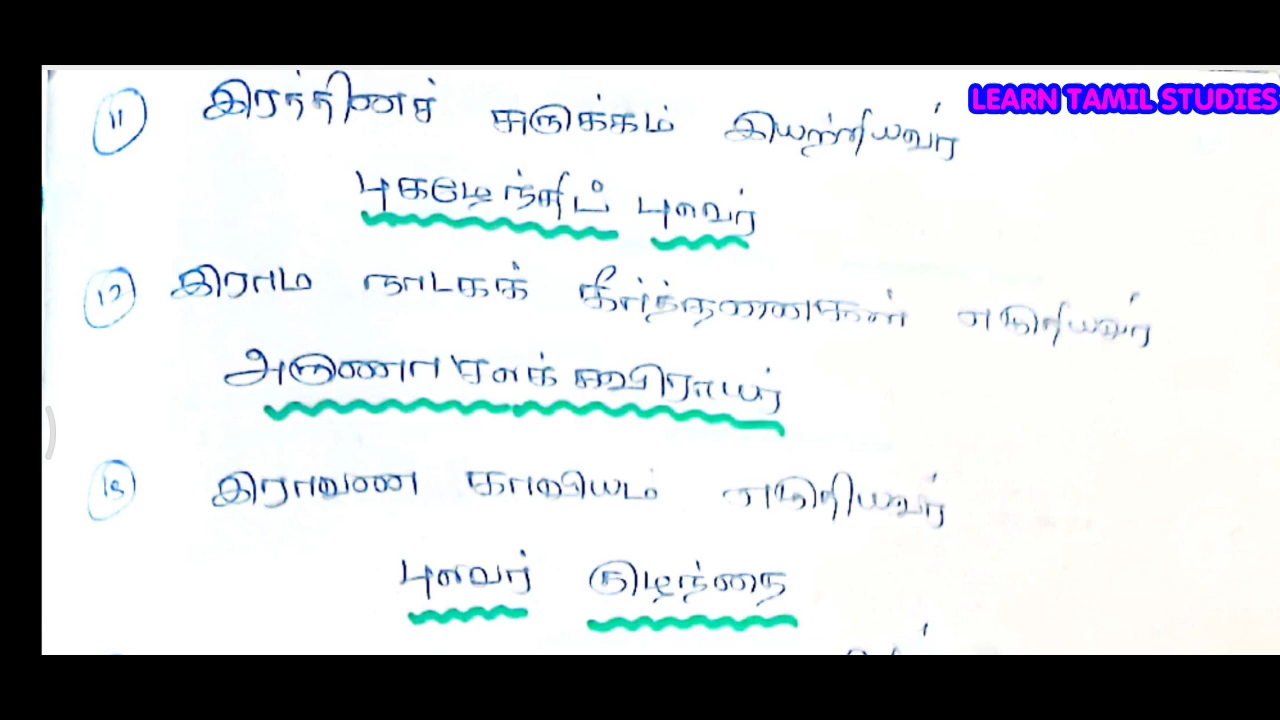 LEARN TAMIL STUDIES
11 இரத்தினச் சுருக்கம் இயற்றியவர்
புகழேந்திப் புலவர்
12 இராம நாடகக் கீர்த்தனைகள் எழுதியவர்
அருணாசலக் கவிராயர்
13 இராவண காவியம் எழுதியவர்
புலவர் குழந்தை